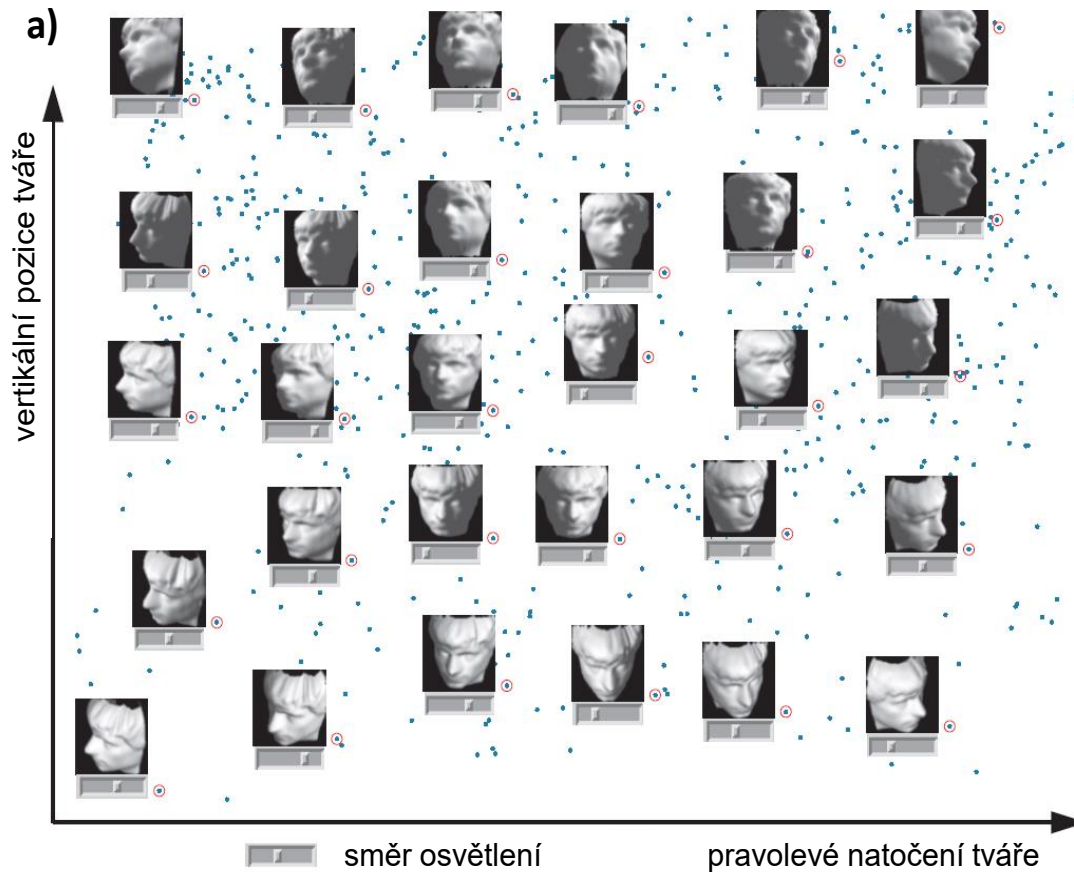 a)
vertikální pozice tváře
směr osvětlení
pravolevé natočení tváře